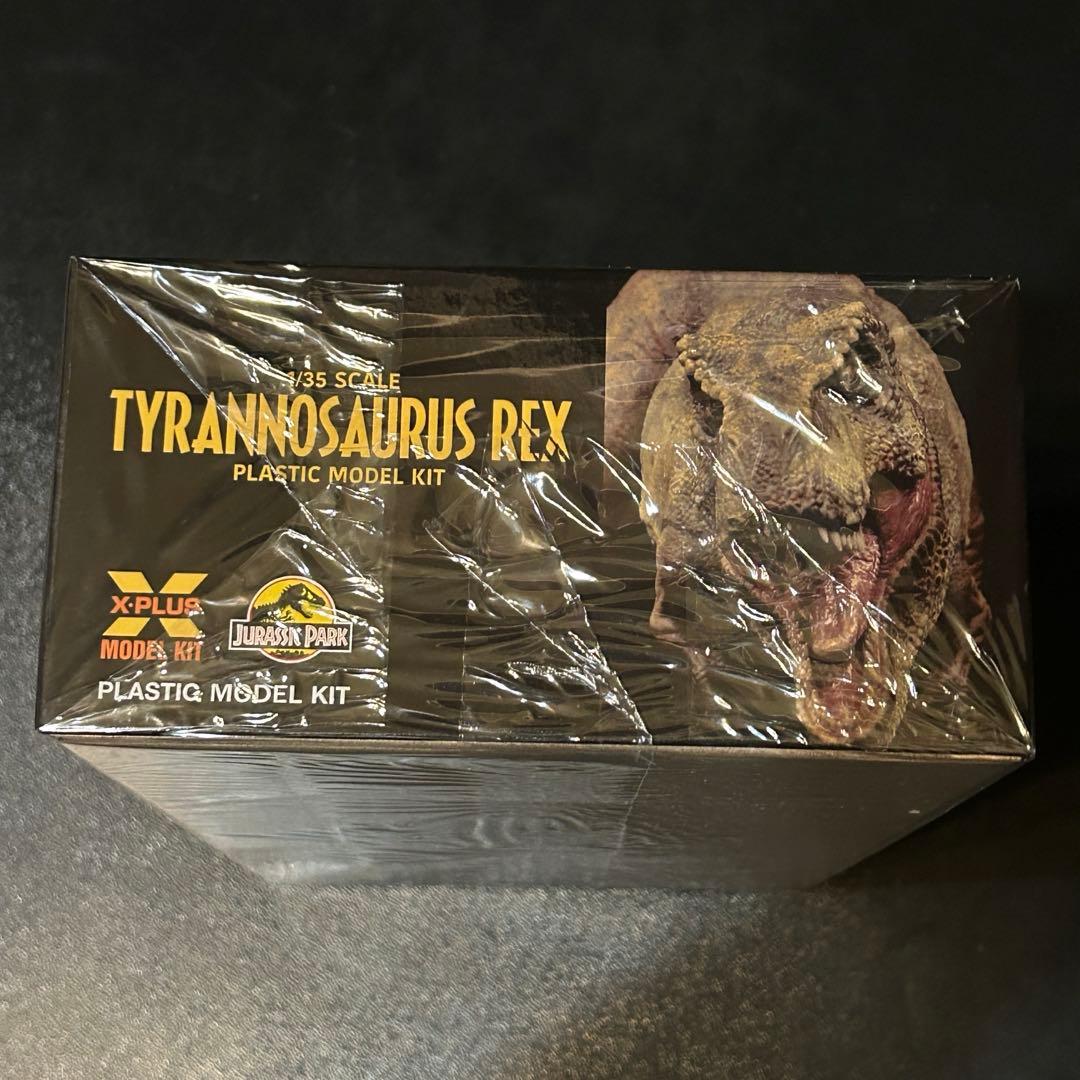 1/35 SCALE
TYRANNOSAURUS REX
PLASTIC MODEL KIT
X-PLUS
MODEL KIT
JURASSIC PARK
PLASTIC MODEL KIT